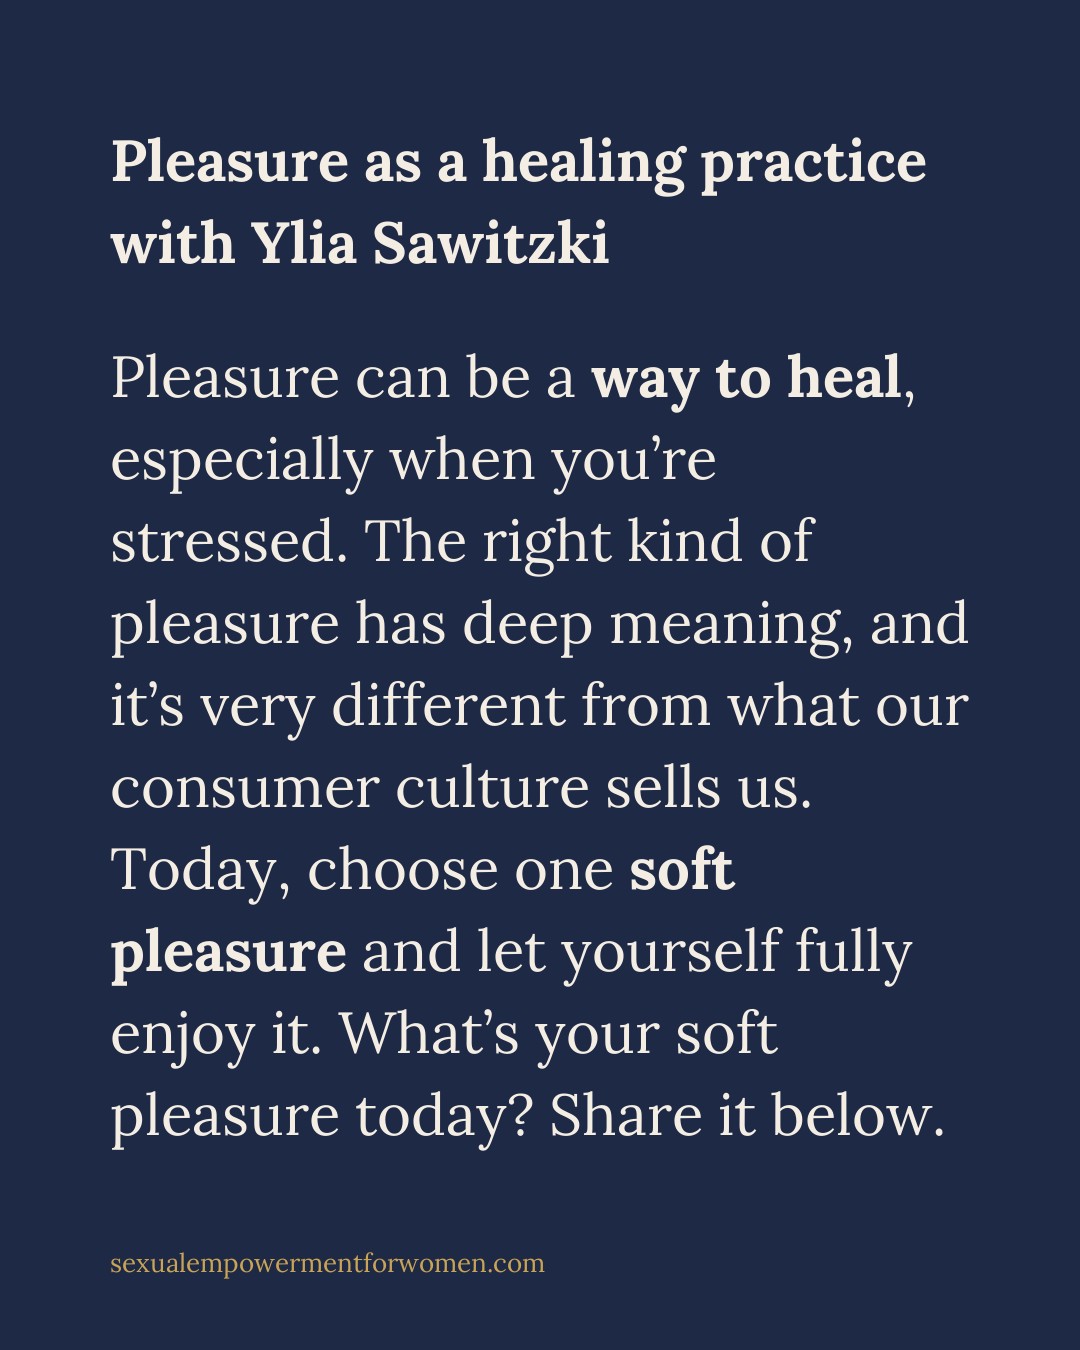 Pleasure as a healing practice
with Ylia Sawitzki
Pleasure can be a way to heal,
especially when you’re
stressed. The right kind of
pleasure has deep meaning, and
it’s very different from what our
consumer culture sells us.
Today, choose one soft
pleasure and let yourself fully
enjoy it. What’s your soft
pleasure today? Share it below.
sexualempowermentforwomen.com